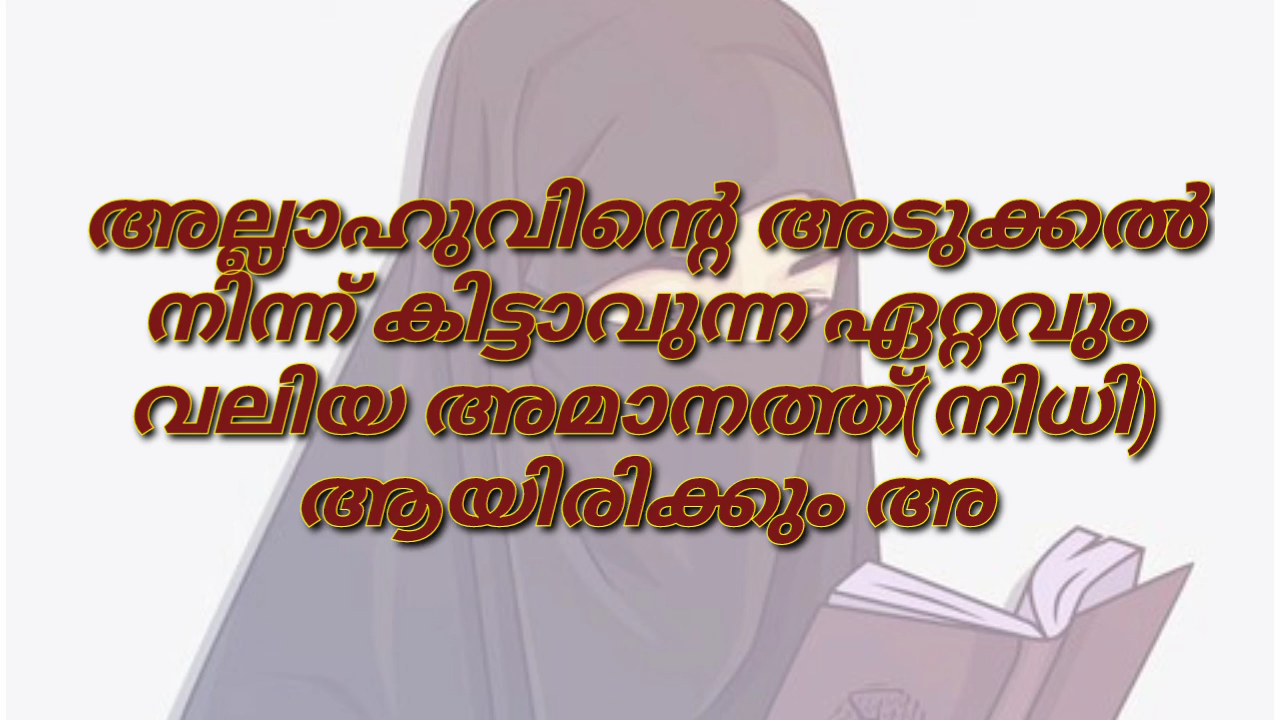 അല്ലാഹുവിന്റെ അടുക്കൽ
നിന്ന് കിട്ടാവുന്ന ഏറ്റവും
വലിയ അമാനത്ത്(നിധി)
ആയിരിക്കും അ